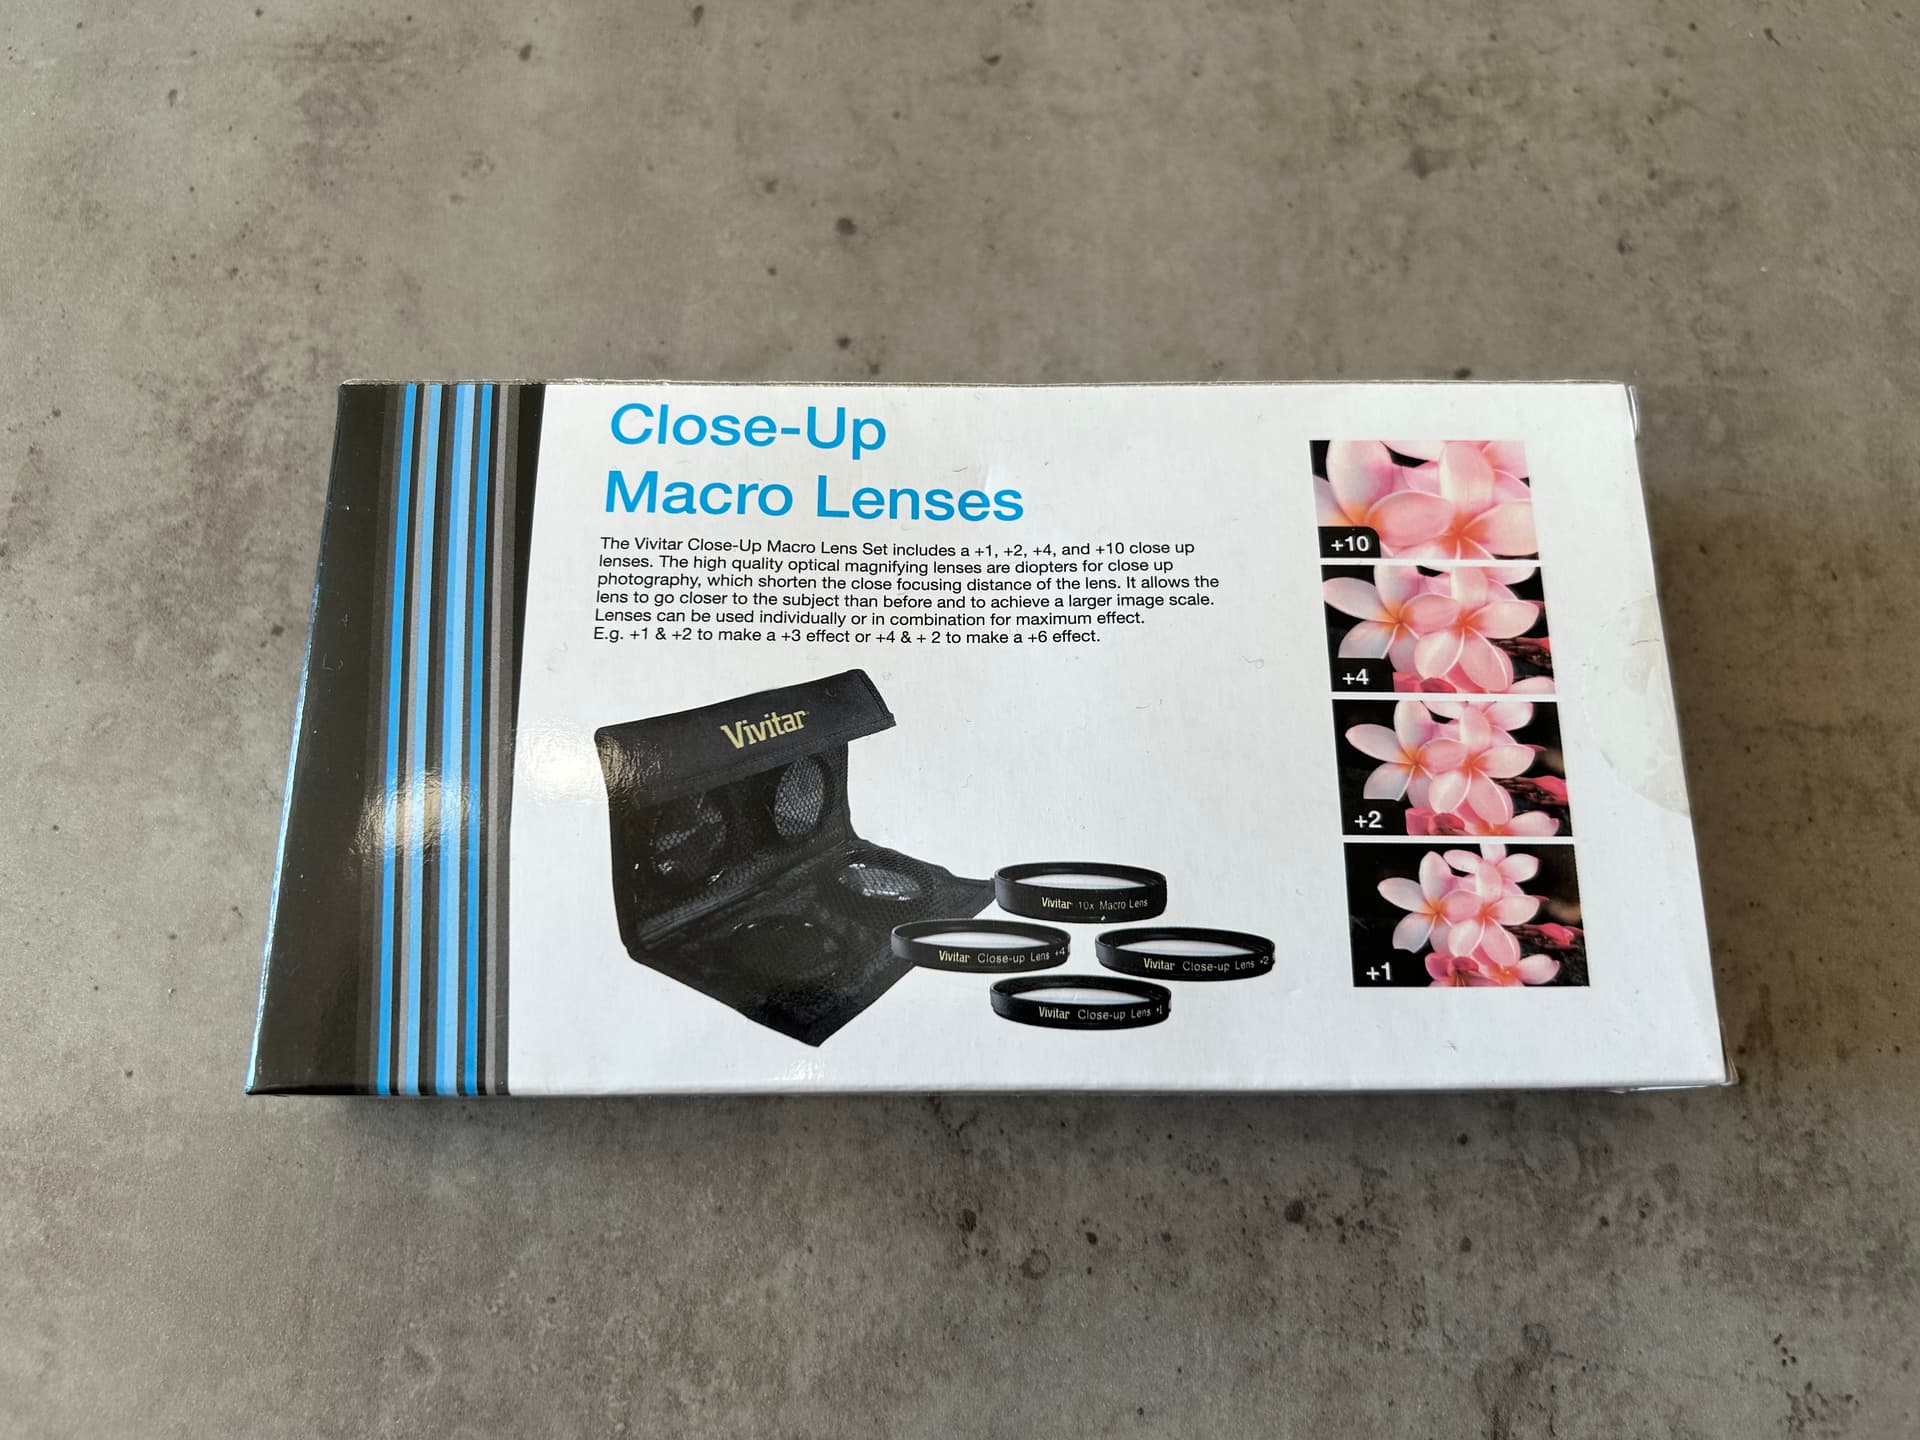 Close-Up
Macro Lenses
The Vivitar Close-Up Macro Lens Set includes a +1, +2, +4, and +10 close up
lenses. The high quality optical magnifying lenses are diopters for close up
photography, which shorten the close focusing distance of the lens. It allows the
lens to go closer to the subject than before and to achieve a larger image scale.
Lenses can be used individually or in combination for maximum effect.
E.g. +1 & +2 to make a +3 effect or +4 & + 2 to make a +6 effect.
Vivitar
Vivitar 10x Macro Lens
Vivitar Close-up Lens +4
Vivitar Close-up Lens +2
Vivitar Close-up Lens +1
+10
+4
+2
+1